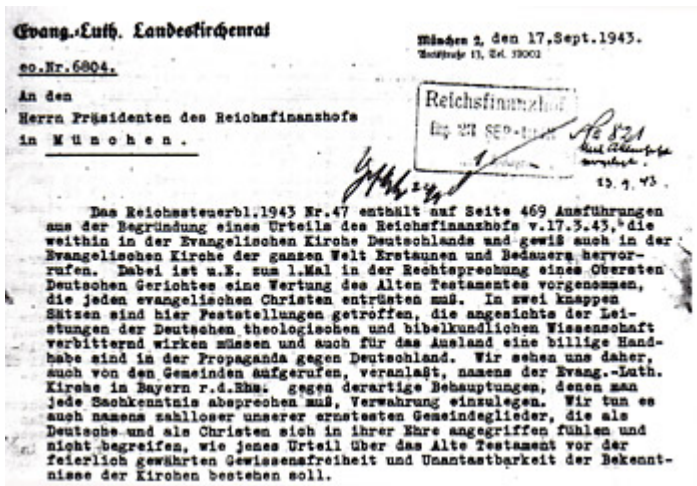 Evang.-Luth. Landeskirchenrat
München 2, den 17.Sept.1943.
eo.Nr.6804.
An den
Herrn Präsidenten des Reichsfinanzhofs
in München.
Reichsfinanzhof
Eing. 23 SEP.
821
23.9.43.
Das Reichssteuerbl.1943 Nr.47 enthält auf Seite 469 Ausführungen
aus der Begründung eines Urteils des Reichsfinanzhofs v.17.3.43, die
weithin in der Evangelischen Kirche Deutschlands und gewiß auch in der
Evangelischen Kirche der ganzen Welt Erstaunen und Bedauern hervor-
rufen. Dabei ist u.E. zum 1.Mal in der Rechtsprechung eines Obersten
Deutschen Gerichtes eine Wertung des Alten Testamentes vorgenommen,
die jeden evangelischen Christen entrüsten muß. In zwei knappen
Sätzen sind hier Feststellungen getroffen, die angesichts der Lei-
stungen der Deutschen theologischen und bibelkundlichen Wissenschaft
verbitternd wirken müssen und auch für das Ausland eine billige Hand-
habe sind in der Propaganda gegen Deutschland. Wir sehen uns daher,
auch von den Gemeinden aufgerufen, veranlaßt, namens der Evang.-Luth.
Kirche in Bayern r.d.Rhs. gegen derartige Behauptungen, denen man
jede Sachkenntnis absprechen muß, Verwahrung einzulegen. Wir tun es
auch namens zahlloser unserer ernstesten Gemeindeglieder, die als
Deutsche und als Christen sich in ihrer Ehre angegriffen fühlen und
nicht begreifen, wie jenes Urteil über das Alte Testament vor der
feierlich gewährten Gewissensfreiheit und Unantastbarkeit der Bekennt-
nisse der Kirchen bestehen soll.